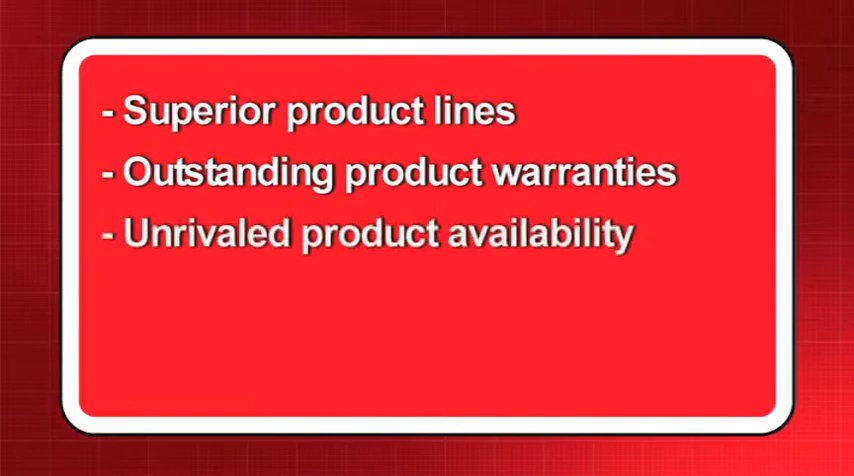 - Superior product lines
- Outstanding product warranties
- Unrivaled product availability